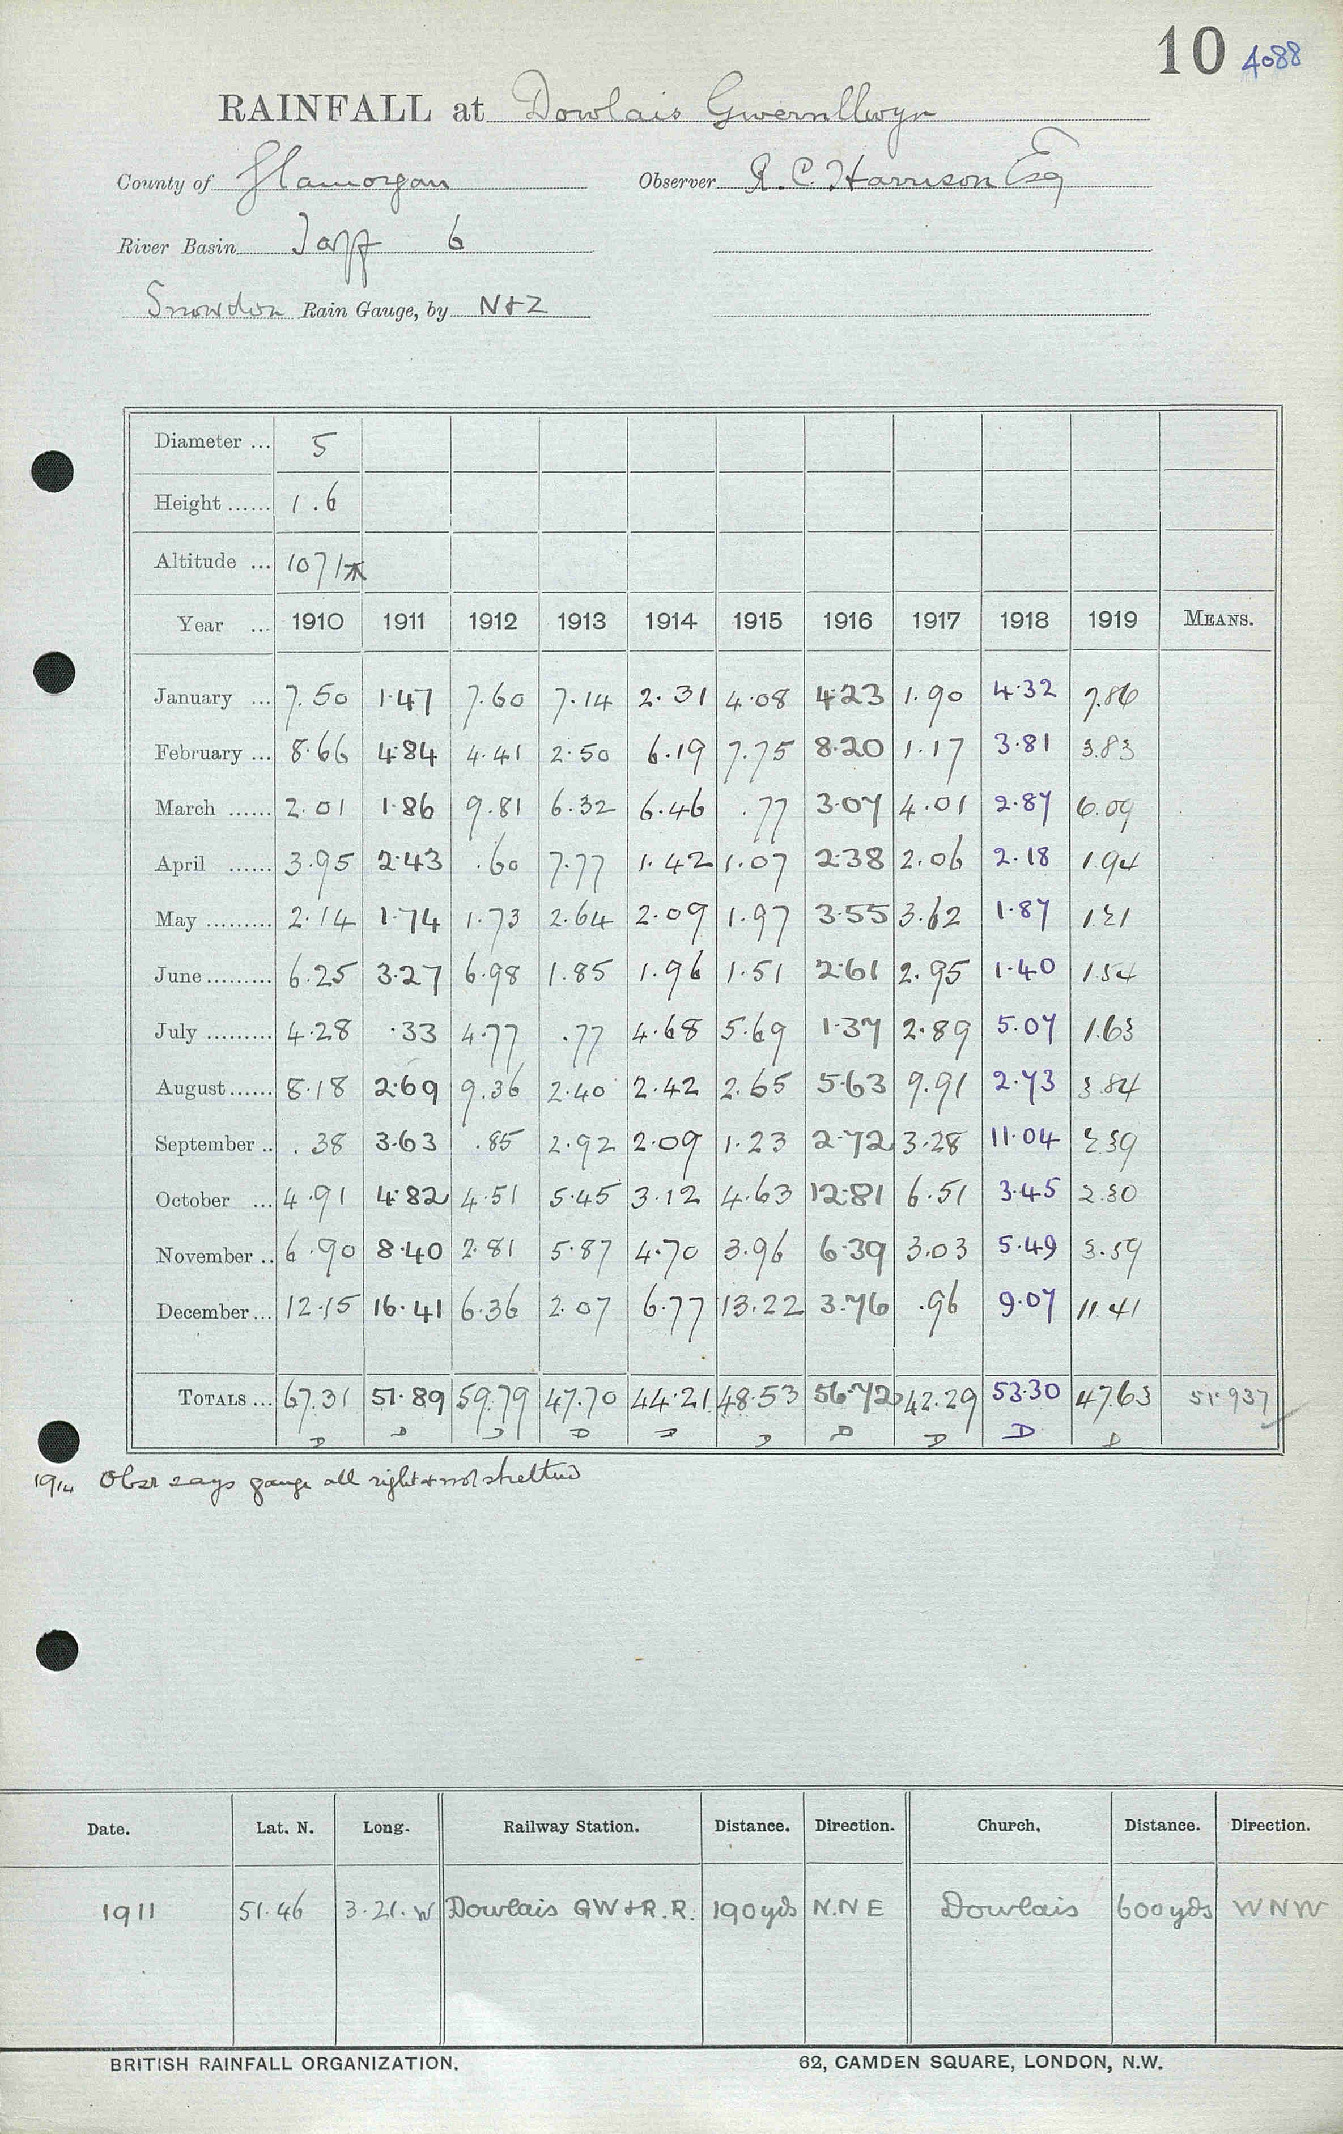 10 4088
RAINFALL at Dowlais Gwernllwyn
County of Glamorgan Observer R. C. Harrison Esq
River Basin Taff 6
Snowdon Rain Gauge, by N&Z
Diameter ... 5
Height ...... 1.6
Altitude ... 1071
Year ... 1910 1911 1912 1913 1914 1915 1916 1917 1918 1919 MEANS.
January ... 7.50 1.47 7.60 7.14 2.31 4.08 4.23 1.90 4.32 7.86
February ... 8.66 4.84 4.41 2.50 6.19 7.75 8.20 1.17 3.81 3.83
March ...... 2.01 1.86 9.81 6.32 6.46 .77 3.07 4.01 2.87 6.09
April ...... 3.95 2.43 .60 7.77 1.42 1.07 2.38 2.06 2.18 1.94
May ......... 2.14 1.74 1.73 2.64 2.09 1.97 3.55 3.62 1.87 1.21
June ......... 6.25 3.27 6.98 1.85 1.96 1.51 2.61 2.95 1.40 1.54
July ......... 4.28 .33 4.77 .77 4.68 5.69 1.37 2.89 5.07 1.63
August ...... 8.18 2.69 9.36 2.40 2.42 2.65 5.63 9.91 2.73 3.84
September .. .38 3.63 .85 2.92 2.09 1.23 2.72 3.28 11.04 2.39
October ... 4.91 4.82 4.51 5.45 3.12 4.63 12.81 6.51 3.45 2.30
November .. 6.90 8.40 2.81 5.87 4.70 3.96 6.39 3.03 5.49 3.59
December ... 12.15 16.41 6.36 2.07 6.77 13.22 3.76 .96 9.07 11.41
TOTALS ... 67.31 51.89 59.79 47.70 44.21 48.53 56.72 42.29 53.30 47.63 51.937
D D D D D D D D D D
1914 Obsr says gauge all right & not sheltered
Date. Lat. N. Long. Railway Station. Distance. Direction. Church. Distance. Direction.
1911 51.46 3.21.W Dowlais GW&R.R. 190yds N.N E Dowlais 600yds W N W
BRITISH RAINFALL ORGANIZATION. 62, CAMDEN SQUARE, LONDON, N.W.